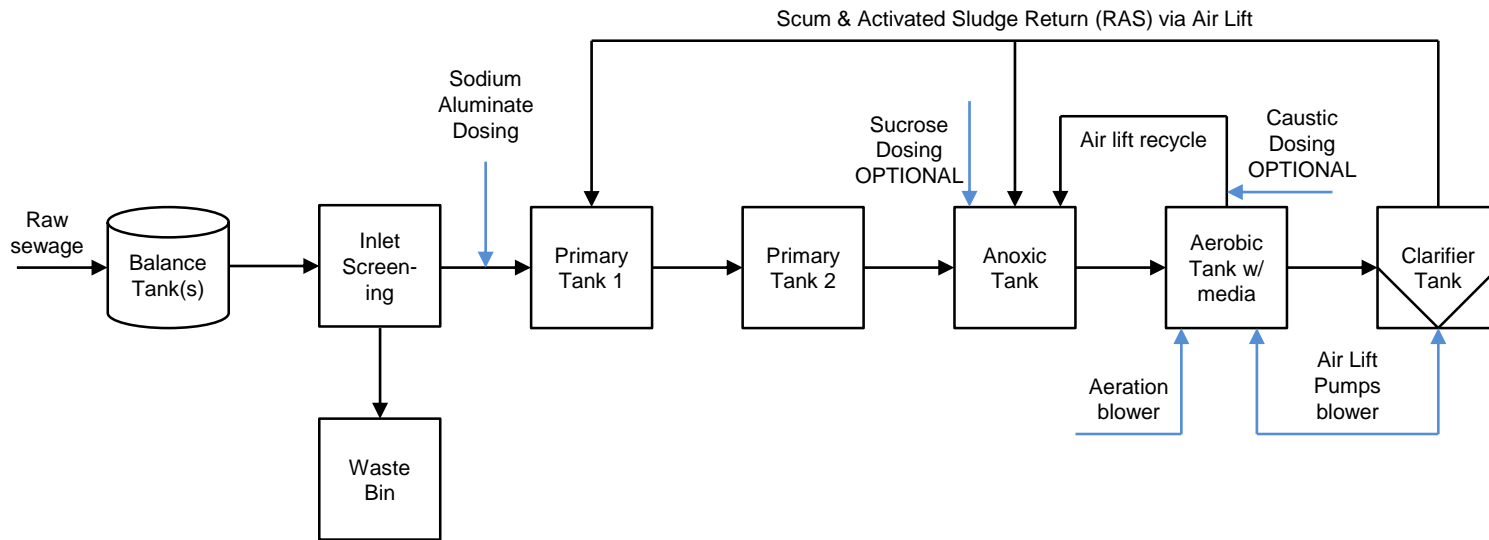 Scum & Activated Sludge Return (RAS) via Air Lift
Sodium
Aluminate
Dosing
Sucrose
Dosing
OPTIONAL
Air lift recycle
Caustic
Dosing
OPTIONAL
Raw
sewage
Balance
Tank(s)
Inlet
Screen-
ing
Primary
Tank 1
Primary
Tank 2
Anoxic
Tank
Aerobic
Tank w/
media
Clarifier
Tank
Aeration
blower
Air Lift
Pumps
blower
Waste
Bin